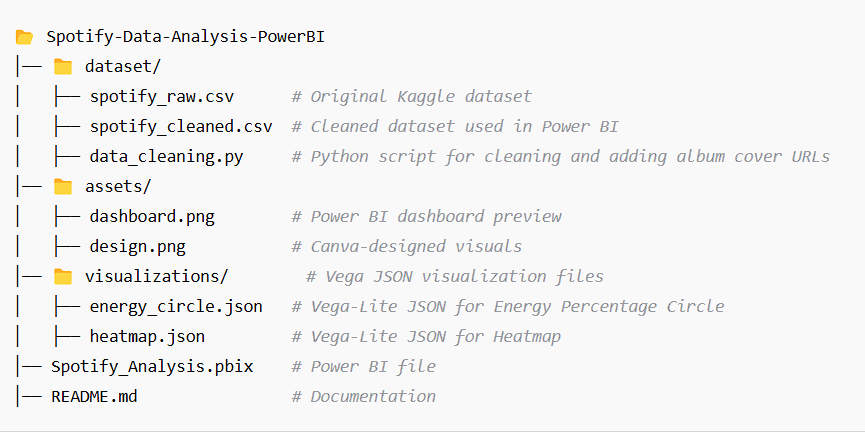 📂 Spotify-Data-Analysis-PowerBI
│── 📁 dataset/
│   ├── spotify_raw.csv      # Original Kaggle dataset
│   ├── spotify_cleaned.csv  # Cleaned dataset used in Power BI
│   ├── data_cleaning.py     # Python script for cleaning and adding album cover URLs
│── 📁 assets/
│   ├── dashboard.png        # Power BI dashboard preview
│   ├── design.png           # Canva-designed visuals
│── 📁 visualizations/        # Vega JSON visualization files
│   ├── energy_circle.json   # Vega-Lite JSON for Energy Percentage Circle
│   ├── heatmap.json         # Vega-Lite JSON for Heatmap
│── Spotify_Analysis.pbix    # Power BI file
│── README.md                # Documentation